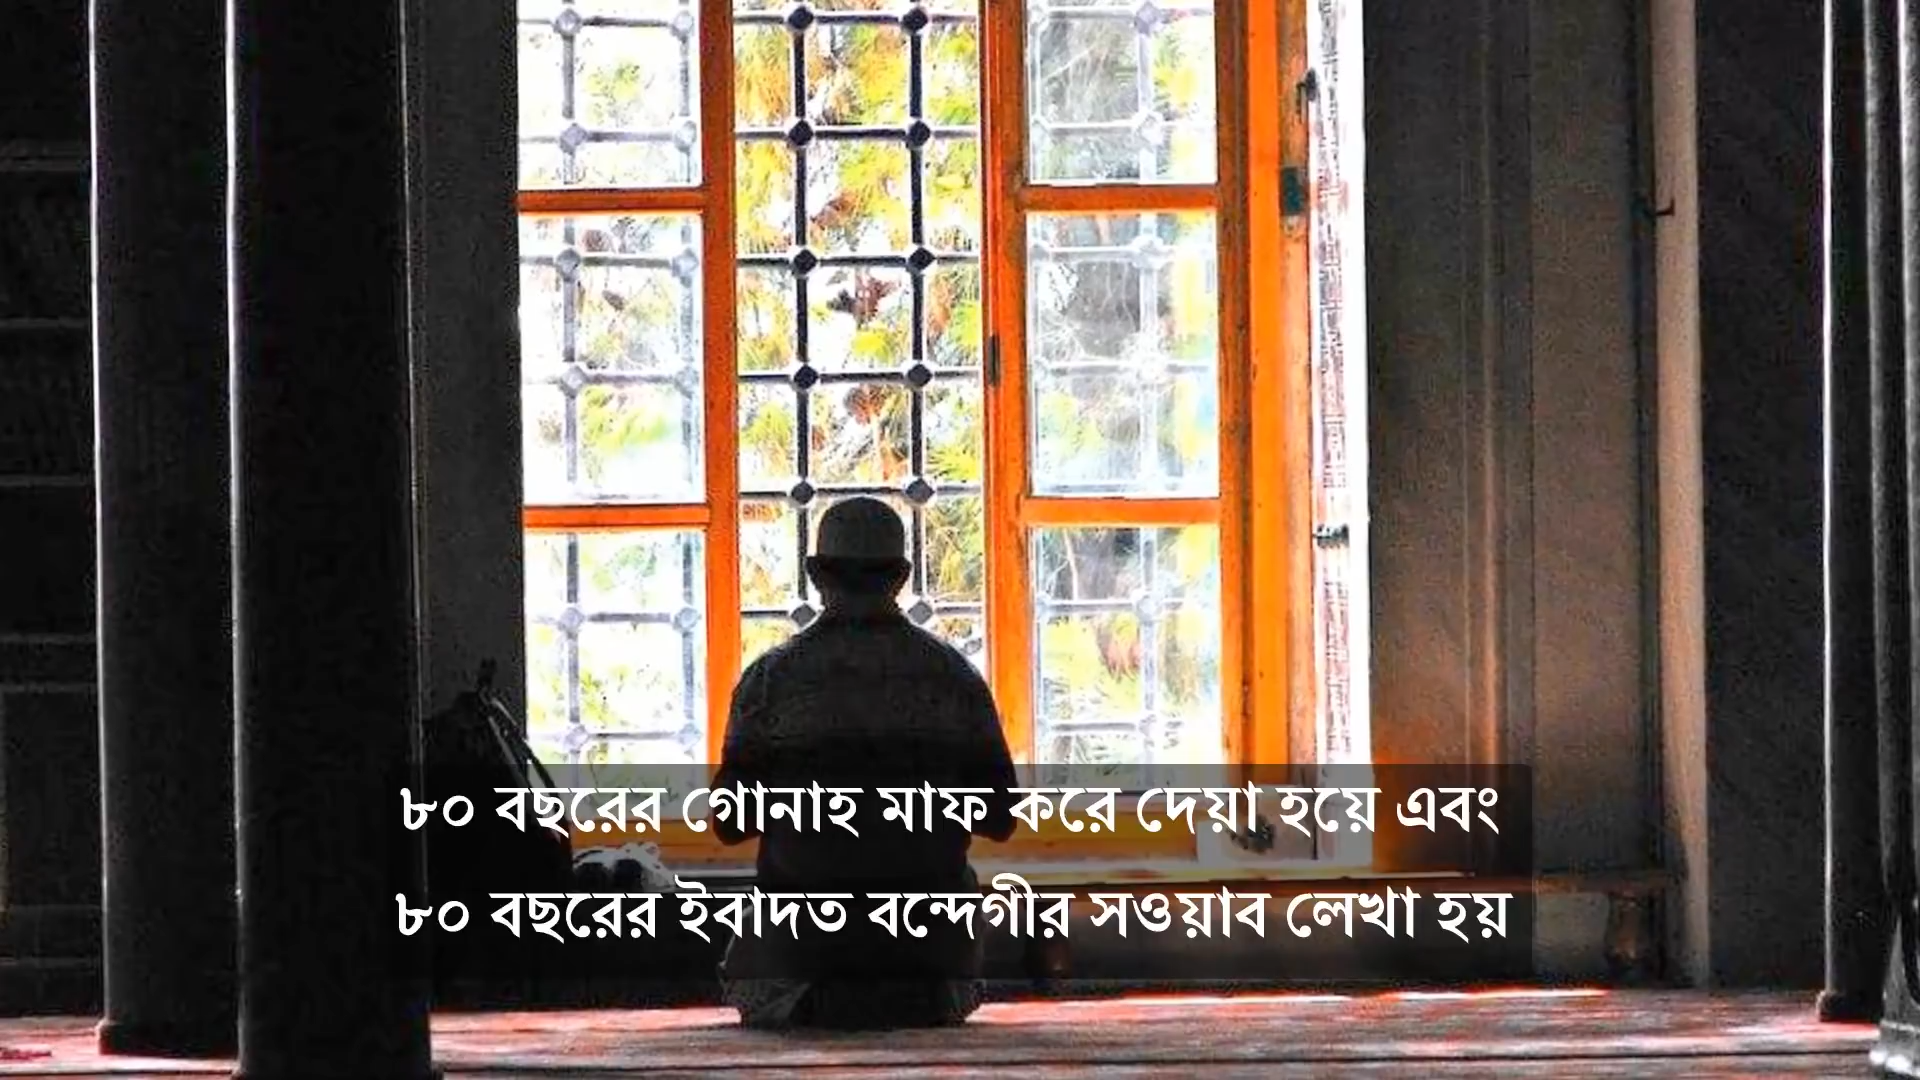 ৮০ বছরের গোনাহ মাফ করে দেয়া হয়ে এবং
৮০ বছরের ইবাদত বন্দেগীর সওয়াব লেখা হয়